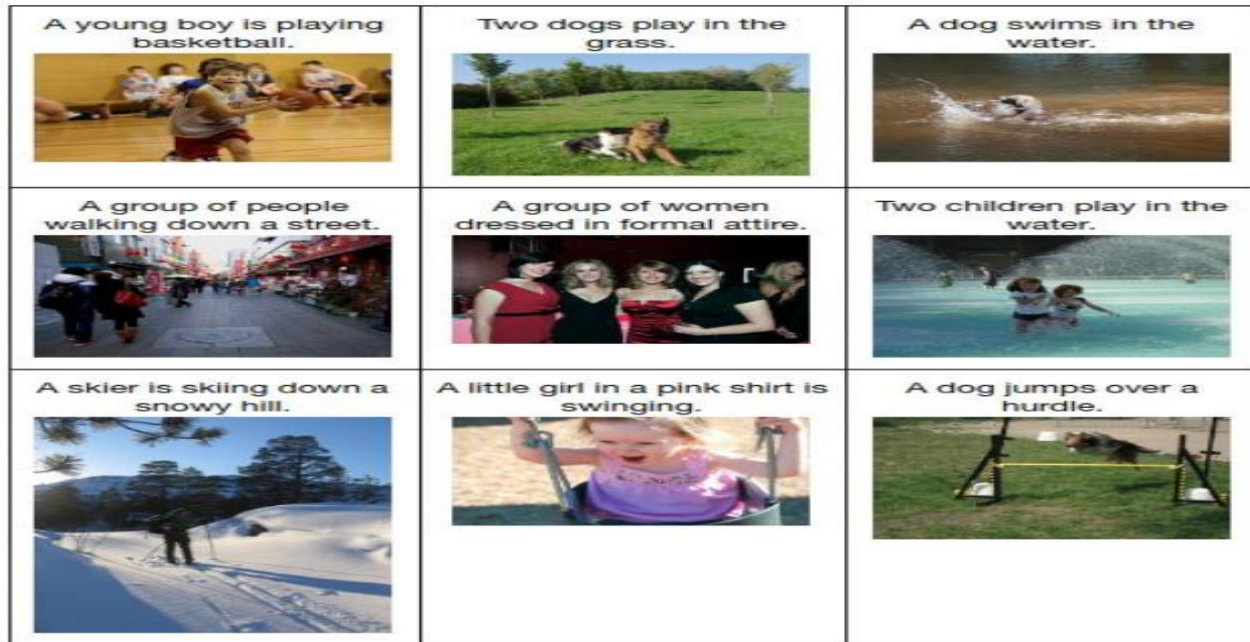 A young boy is playing
basketball.
Two dogs play in the
grass.
A dog swims in the
water.
A group of people
walking down a street.
A group of women
dressed in formal attire.
Two children play in the
water.
A skier is skiing down a
snowy hill.
A little girl in a pink shirt is
swinging.
A dog jumps over a
hurdle.